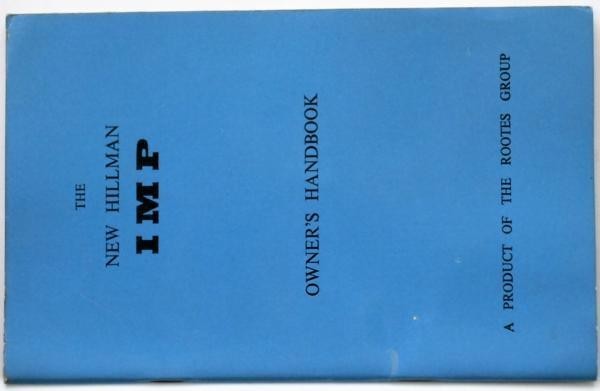 THE
NEW HILLMAN
IMP
OWNER'S HANDBOOK
A PRODUCT OF THE ROOTES GROUP